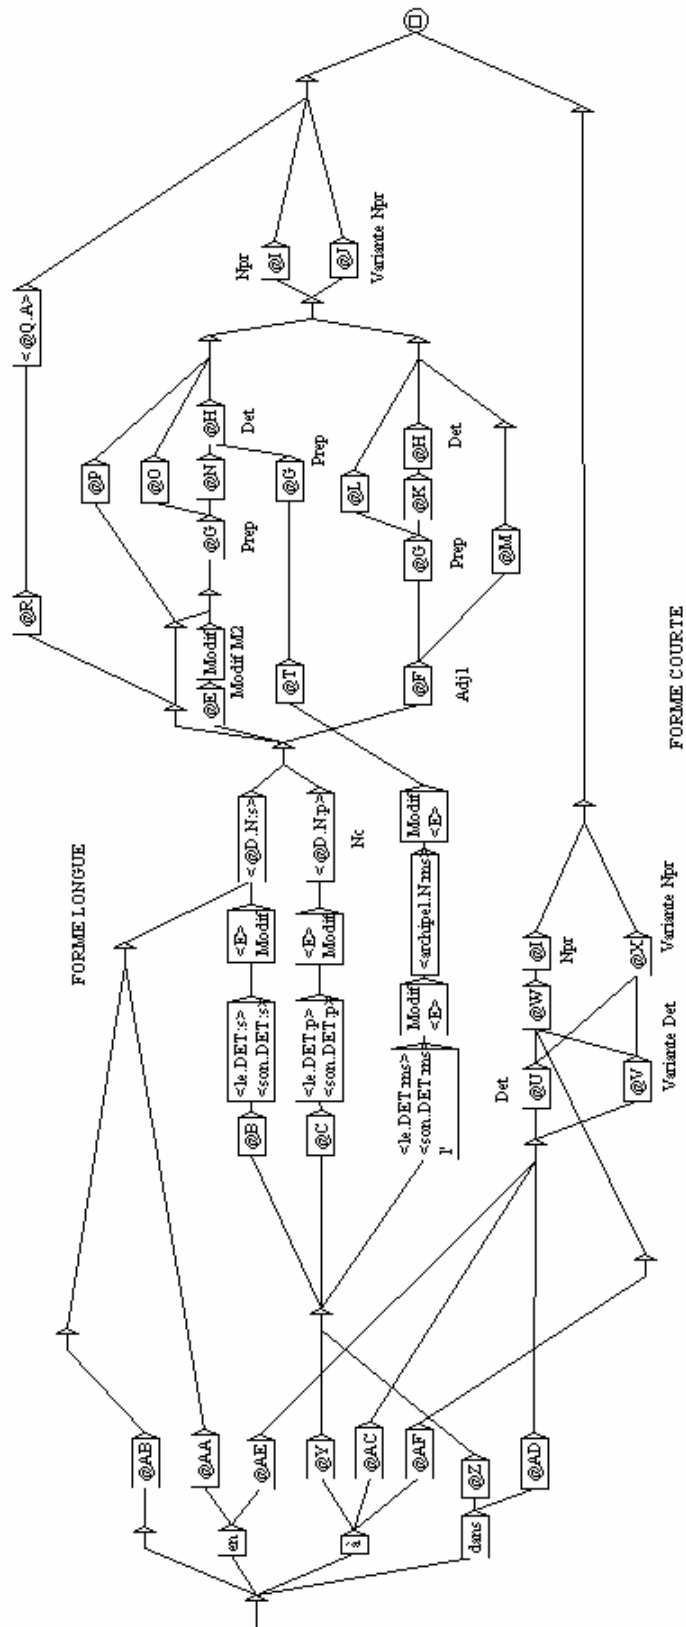 @R <@Q.A>
FORME LONGUE
@P
@AB @O
@AA @E Modif @G @N @H
Modif M2 Prep Det
en @B <le.DET:s> <E> <@D.N:s>
<son.DET:s> Modif
Npr
@AE @I
@T @G
Prep
@Y @C <le.DET:p> <E> <@D.N:p>
<son.DET:p> Modif
Nc
@J
Variante Npr
à @AC @L
<le.DET:ms> Modif <archipel.N:ms> Modif
<son.DET:ms> <E> <E>
l'
@AF @F @G @K @H
Adj1 Prep Det
@Z
dans @M
Det
@AD @U @W @I
Npr
@V @X
Variante Det Variante Npr
FORME COURTE